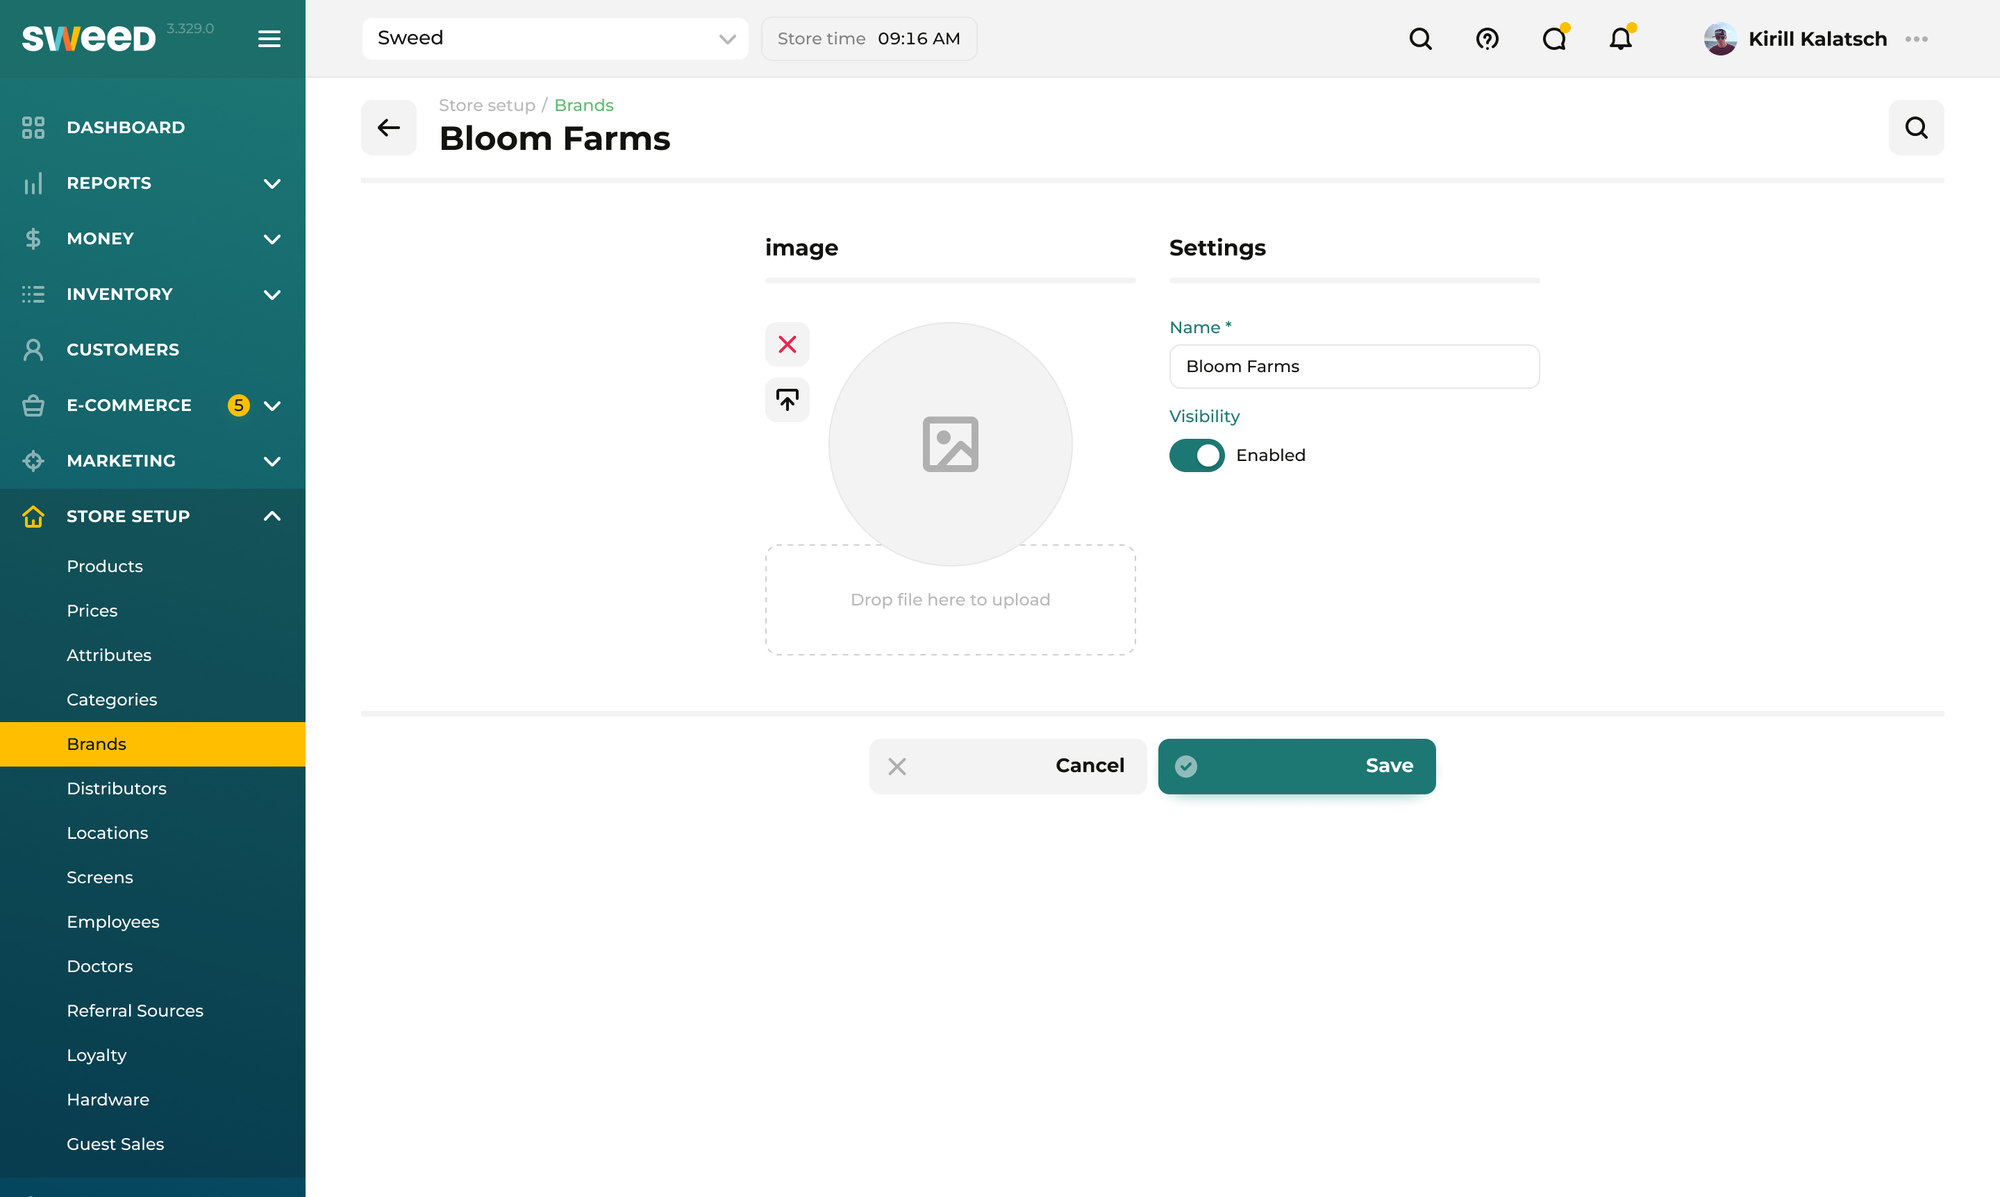 SWEED 3.329.0
Sweed
Store time 09:16 AM
Kirill Kalatsch
DASHBOARD
REPORTS
MONEY
INVENTORY
CUSTOMERS
E-COMMERCE 5
MARKETING
STORE SETUP
Products
Prices
Attributes
Categories
Brands
Distributors
Locations
Screens
Employees
Doctors
Referral Sources
Loyalty
Hardware
Guest Sales
Store setup / Brands
Bloom Farms
image
Drop file here to upload
Settings
Name *
Bloom Farms
Visibility
Enabled
Cancel
Save